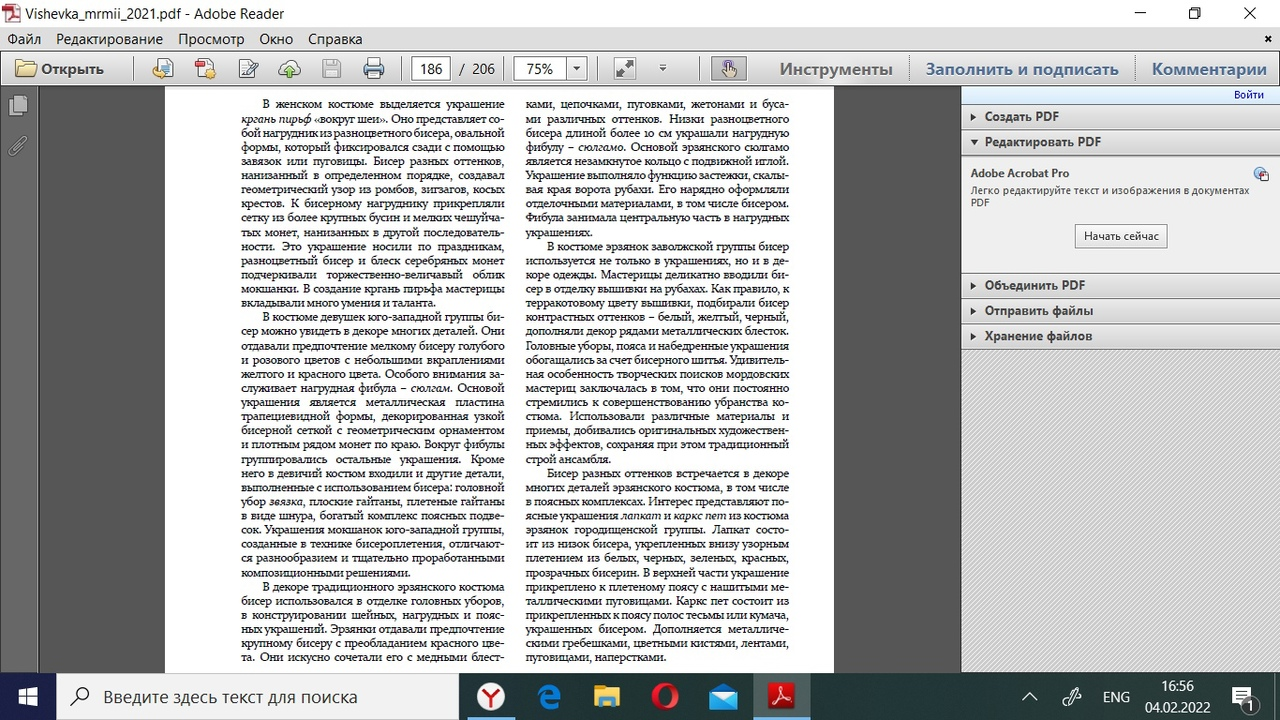 Vishevka_mrmii_2021.pdf - Adobe Reader
Файл Редактирование Просмотр Окно Справка
Открыть 186 / 206 75% Инструменты Заполнить и подписать Комментарии
В женском костюме выделяется украшение
кргань пирьф «вокруг шеи». Оно представляет со-
бой нагрудник из разноцветного бисера, овальной
формы, который фиксировался сзади с помощью
завязок или пуговицы. Бисер разных оттенков,
нанизанный в определенном порядке, создавал
геометрический узор из ромбов, зигзагов, косых
крестов. К бисерному нагруднику прикрепляли
сетку из более крупных бусин и мелких чешуйча-
тых монет, нанизанных в другой последователь-
ности. Это украшение носили по праздникам,
разноцветный бисер и блеск серебряных монет
подчеркивали торжественно-величавый облик
мокшанки. В создание кргань пирьфа мастерицы
вкладывали много умения и таланта.
В костюме девушек юго-западной группы би-
сер можно увидеть в декоре многих деталей. Они
отдавали предпочтение мелкому бисеру голубого
и розового цветов с небольшими вкраплениями
желтого и красного цвета. Особого внимания за-
служивает нагрудная фибула – сюлгам. Основой
украшения является металлическая пластина
трапециевидной формы, декорированная узкой
бисерной сеткой с геометрическим орнаментом
и плотным рядом монет по краю. Вокруг фибулы
группировались остальные украшения. Кроме
него в девичий костюм входили и другие детали,
выполненные с использованием бисера: головной
убор звязка, плоские гайтаны, плетеные гайтаны
в виде шнура, богатый комплекс поясных подве-
сок. Украшения мокшанок юго-западной группы,
созданные в технике бисероплетения, отличают-
ся разнообразием и тщательно проработанными
композиционными решениями.
В декоре традиционного эрзянского костюма
бисер использовался в отделке головных уборов,
в конструировании шейных, нагрудных и пояс-
ных украшений. Эрзянки отдавали предпочтение
крупному бисеру с преобладанием красного цве-
та. Они искусно сочетали его с медными блест-
ками, цепочками, пуговками, жетонами и буса-
ми различных оттенков. Низки разноцветного
бисера длиной более 10 см украшали нагрудную
фибулу – сюлгамо. Основой эрзянского сюлгамо
является незамкнутое кольцо с подвижной иглой.
Украшение выполняло функцию застежки, скалы-
вая края ворота рубахи. Его нарядно оформляли
отделочными материалами, в том числе бисером.
Фибула занимала центральную часть в нагрудных
украшениях.
В костюме эрзянок заволжской группы бисер
используется не только в украшениях, но и в де-
коре одежды. Мастерицы деликатно вводили би-
сер в отделку вышивки на рубахах. Как правило, к
терракотовому цвету вышивки, подбирали бисер
контрастных оттенков – белый, желтый, черный,
дополняли декор рядами металлических блесток.
Головные уборы, пояса и набедренные украшения
обогащались за счет бисерного шитья. Удивитель-
ная особенность творческих поисков мордовских
мастериц заключалась в том, что они постоянно
стремились к совершенствованию убранства ко-
стюма. Использовали различные материалы и
приемы, добивались оригинальных художествен-
ных эффектов, сохраняя при этом традиционный
строй ансамбля.
Бисер разных оттенков встречается в декоре
многих деталей эрзянского костюма, в том числе
в поясных комплексах. Интерес представляют по-
ясные украшения лапкат и каркс пет из костюма
эрзянок городищенской группы. Лапкат состо-
ит из низок бисера, укрепленных внизу узорным
плетением из белых, черных, зеленых, красных,
прозрачных бисерин. В верхней части украшение
прикреплено к плетеному поясу с нашитыми ме-
таллическими пуговицами. Каркс пет состоит из
прикрепленных к поясу полос тесьмы или кумача,
украшенных бисером. Дополняется металличе-
скими гребешками, цветными кистями, лентами,
пуговицами, наперстками.
Войти
Создать PDF
Редактировать PDF
Adobe Acrobat Pro
Легко редактируйте текст и изображения в документах
PDF
Начать сейчас
Объединить PDF
Отправить файлы
Хранение файлов
Введите здесь текст для поиска
ENG
16:56
04.02.2022
1